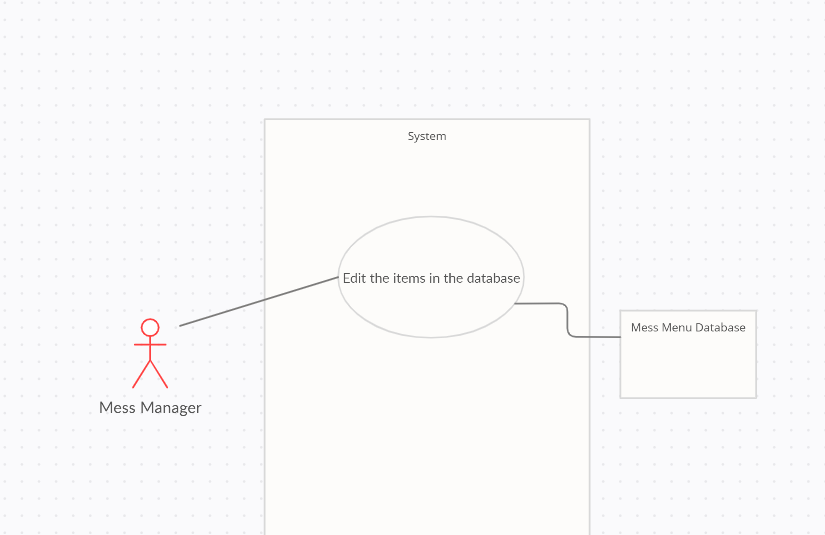 System
Edit the items in the database
Mess Menu Database
Mess Manager